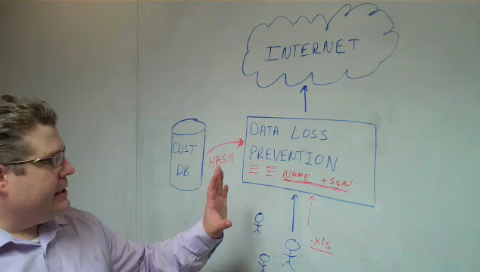 INTERNET
CUST
DB
HASH
DATA LOSS
PREVENTION
NAME + SSN
.xls